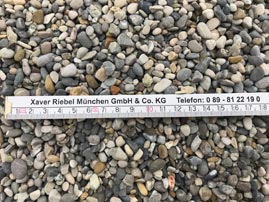 Xaver Riebel München GmbH & Co. KG Telefon: 0 89 - 81 22 19 0
1 2 3 4 5 6 7 8 9 10 11 12 13 14 15 16 17 18